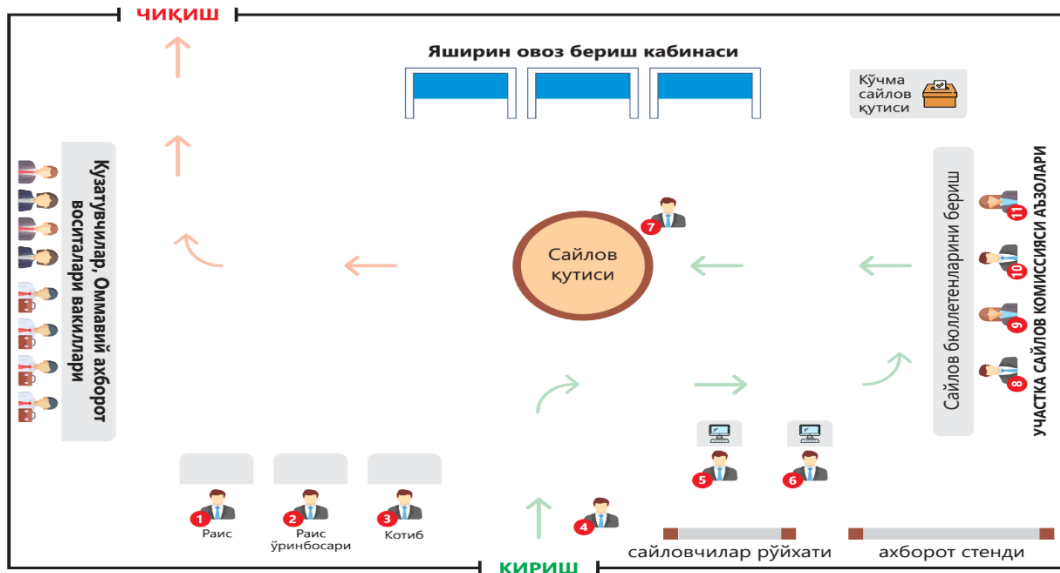 ЧИҚИШ
Яширин овоз бериш кабинаси
Кўчма
сайлов
қутиси
Кузатувчилар, Оммавий ахборот
воситалари вакиллари
7
Сайлов
қутиси
Сайлов бюллетенларини бериш
УЧАСТКА САЙЛОВ КОМИССИЯСИ АЪЗОЛАРИ
11
10
9
8
5
6
1
Раис
2
Раис
ўринбосари
3
Котиб
4
сайловчилар рўйхати
ахборот стенди
КИРИШ